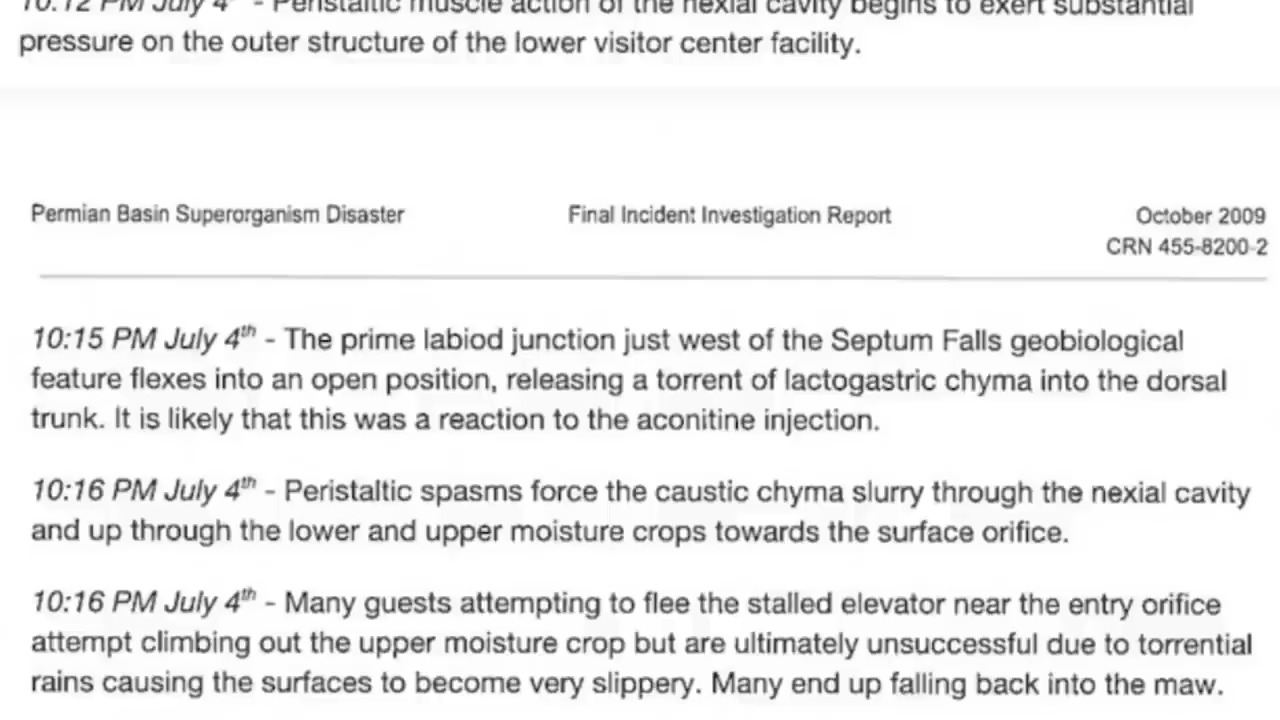 10:12 PM July 4th - Peristaltic muscle action of the nexial cavity begins to exert substantial
pressure on the outer structure of the lower visitor center facility.
Permian Basin Superorganism Disaster
Final Incident Investigation Report
October 2009
CRN 455-8200-2
10:15 PM July 4th - The prime labiod junction just west of the Septum Falls geobiological
feature flexes into an open position, releasing a torrent of lactogastric chyma into the dorsal
trunk. It is likely that this was a reaction to the aconitine injection.
10:16 PM July 4th - Peristaltic spasms force the caustic chyma slurry through the nexial cavity
and up through the lower and upper moisture crops towards the surface orifice.
10:16 PM July 4th - Many guests attempting to flee the stalled elevator near the entry orifice
attempt climbing out the upper moisture crop but are ultimately unsuccessful due to torrential
rains causing the surfaces to become very slippery. Many end up falling back into the maw.